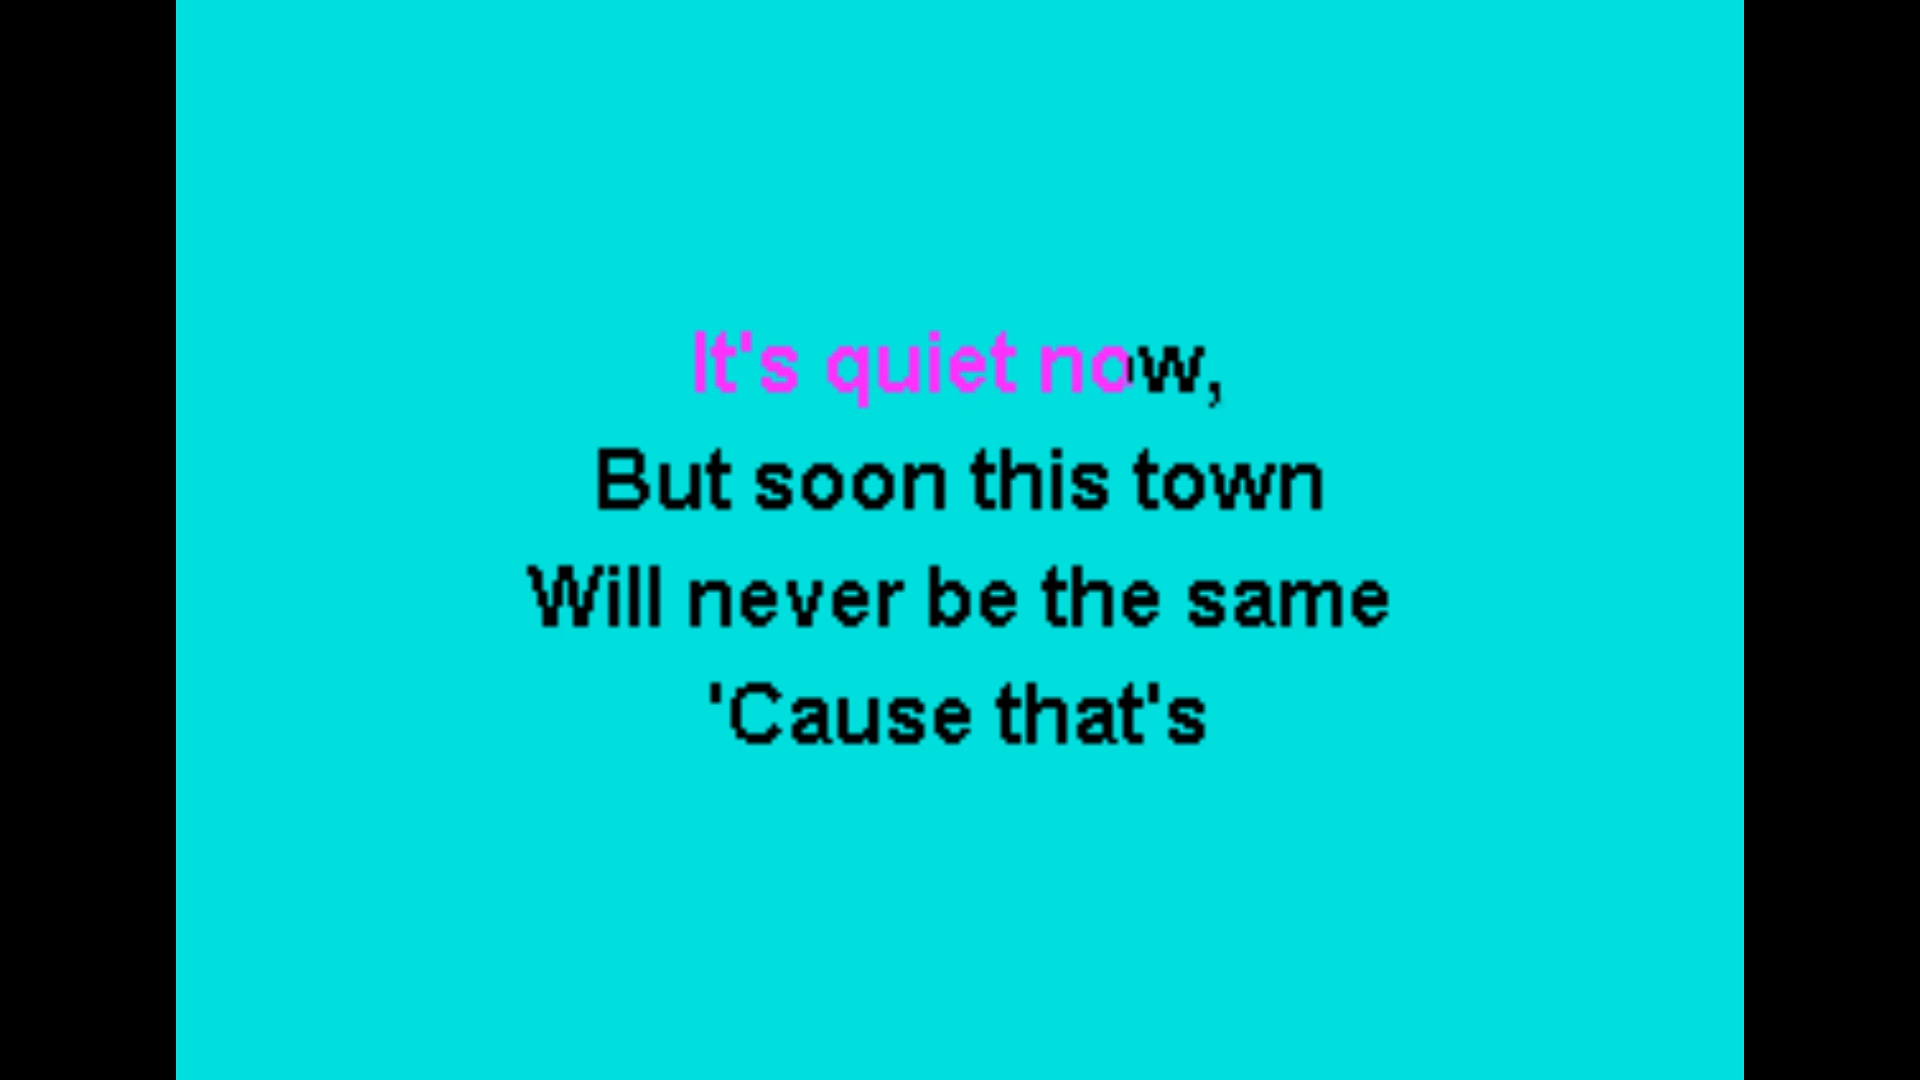 It's quiet now,
But soon this town
Will never be the same
'Cause that's